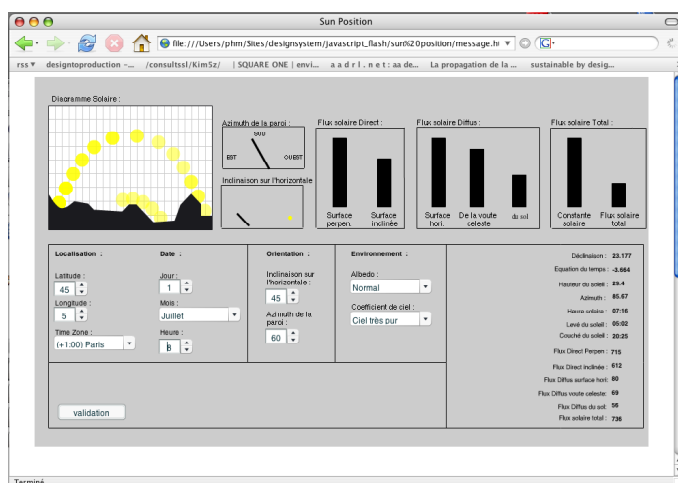 Sun Position
file:///Users/phm/Sites/designsystem/javascript_flash/sun%20position/message.ht
rss
designtoproduction –...
/consultssl/KimSz/
| SQUARE ONE | envi...
a a d r l . n e t : aa de...
La propagation de la ...
sustainable by desig...
Diagramme Solaire :
Azimuth de la paroi :
SUD
EST
OUEST
Inclinaison sur l'horizontale
Flux solaire Direct :
Surface perpen.
Surface inclinée
Flux solaire Diffus :
Surface hori.
De la voute celeste
du sol
Flux solaire Total :
Constante solaire
Flux solaire total
Localisation :
Latitude :
45
Longitude :
5
Time Zone :
(+1:00) Paris
Date :
Jour :
1
Mois :
Juillet
Heure :
8
Orientation :
Inclinaison sur
l'horizontale :
45
Azimuth de la
paroi :
60
Environnement :
Albedo :
Normal
Coefficient de ciel :
Ciel très pur
Déclinaison : 23.177
Equation du temps : -3.664
Hauteur du soleil : 23.4
Azimuth : 85.67
Heure solaire : 07:16
Levé du soleil : 05:02
Couché du soleil : 20:25
Flux Direct Perpen : 715
Flux Direct inclinée : 612
Flux Diffus surface hori: 80
Flux Diffus voute celeste: 69
Flux Diffus du sol: 56
Flux solaire total : 736
validation
Terminé